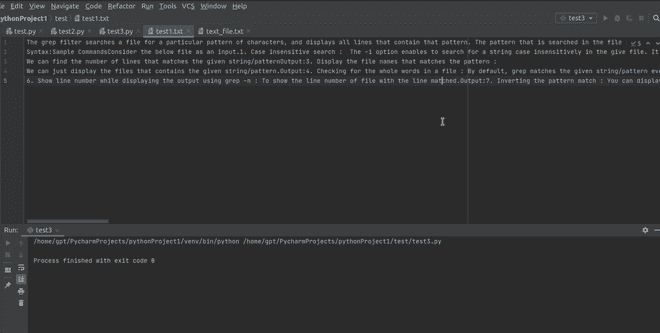 le Edit View Navigate Code Refactor Run Tools VCS Window Help
ythonProject1 test test1.txt test3
test.py test2.py test3.py test1.txt text_file.txt
1 The grep filter searches a file for a particular pattern of characters, and displays all lines that contain that pattern. The pattern that is searched in the file 5
2 Syntax:Sample CommandsConsider the below file as an input.1. Case insensitive search : The -i option enables to search for a string case insensitively in the give file. It
3 We can find the number of lines that matches the given string/patternOutput:3. Display the file names that matches the pattern :
4 We can just display the files that contains the given string/pattern.Output:4. Checking for the whole words in a file : By default, grep matches the given string/pattern eve
5 6. Show line number while displaying the output using grep -n : To show the line number of file with the line matched.Output:7. Inverting the pattern match : You can display
Run: test3
/home/gpt/PycharmProjects/pythonProject1/venv/bin/python /home/gpt/PycharmProjects/pythonProject1/test/test3.py
Process finished with exit code 0